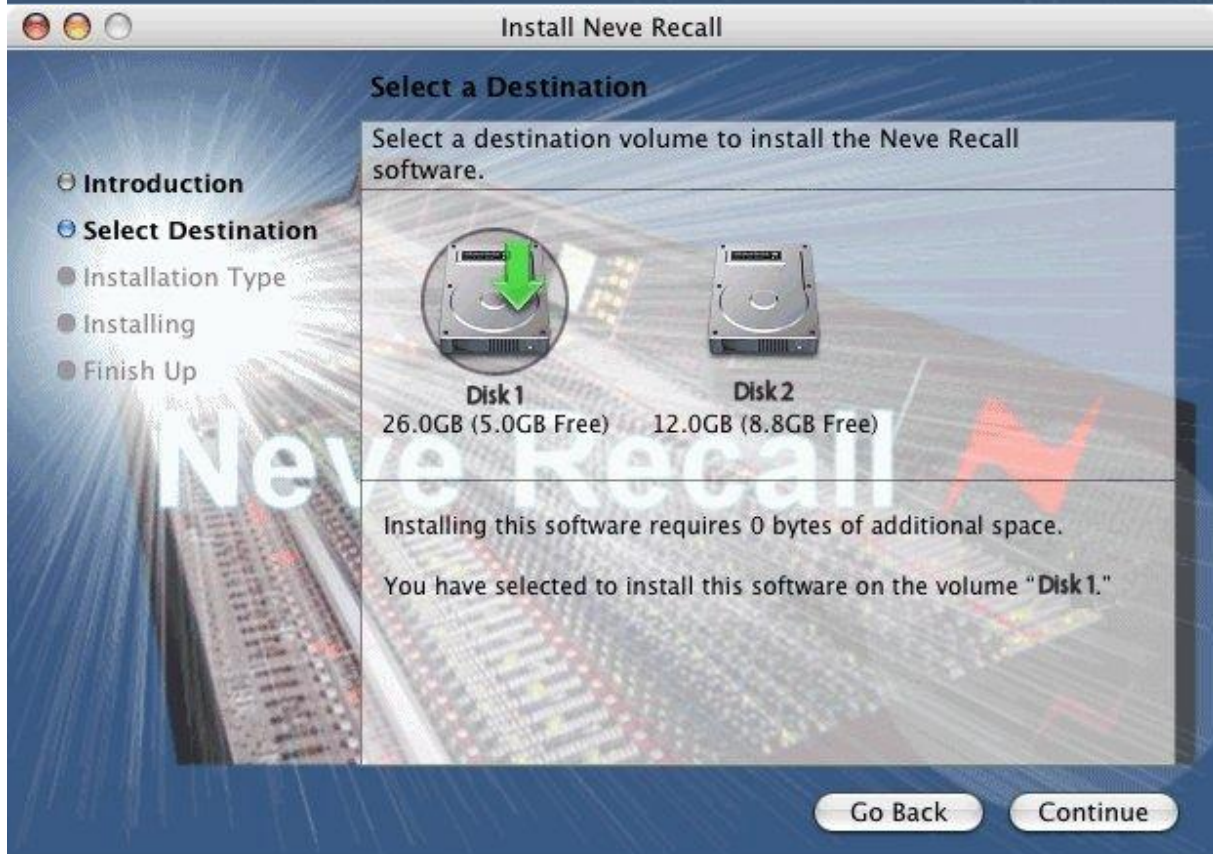 Install Neve Recall
Select a Destination
Select a destination volume to install the Neve Recall
software.
Introduction
Select Destination
Installation Type
Installing
Finish Up
Disk 1
26.0GB (5.0GB Free)
Disk 2
12.0GB (8.8GB Free)
Neve Recall
Installing this software requires 0 bytes of additional space.
You have selected to install this software on the volume “Disk 1.”
Go Back
Continue